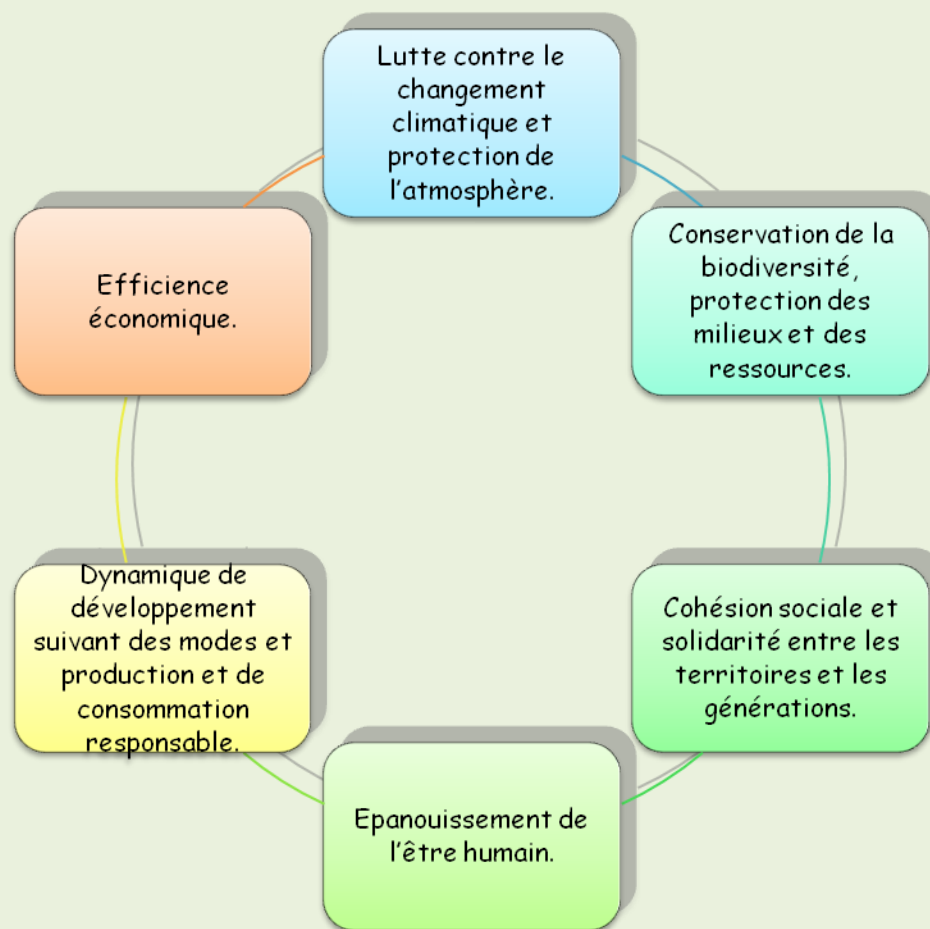 Lutte contre le
changement
climatique et
protection de
l'atmosphère.
Conservation de la
biodiversité,
protection des
milieux et des
ressources.
Cohésion sociale et
solidarité entre les
territoires et les
générations.
Epanouissement de
l'être humain.
Dynamique de
développement
suivant des modes et
production et de
consommation
responsable.
Efficience
économique.